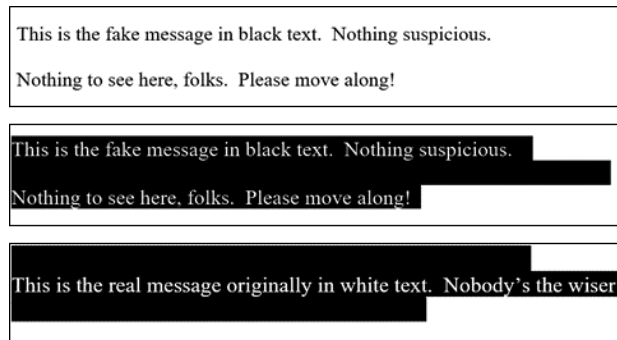 This is the fake message in black text.  Nothing suspicious.
Nothing to see here, folks.  Please move along!
This is the fake message in black text.  Nothing suspicious.
Nothing to see here, folks.  Please move along!
This is the real message originally in white text.  Nobody’s the wiser